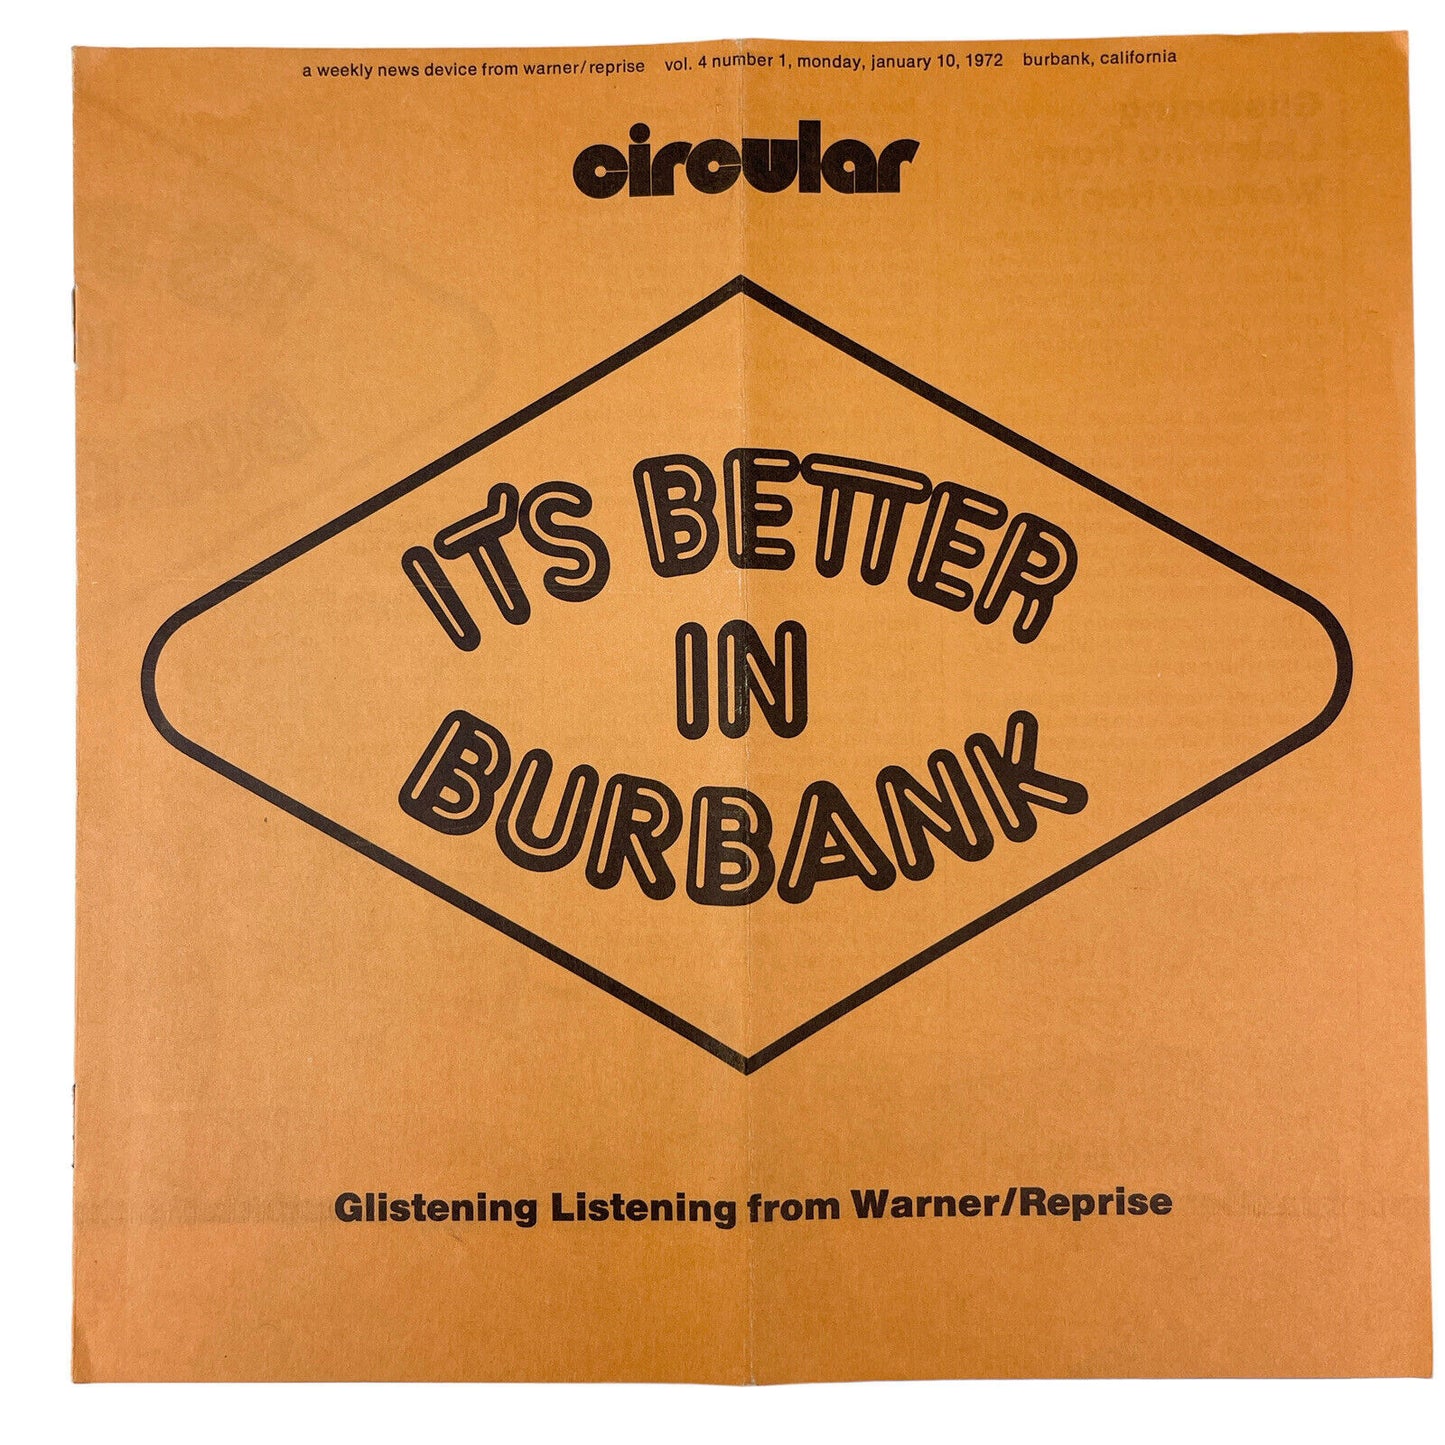 a weekly news device from warner/reprise vol. 4 number 1, monday, january 10, 1972 burbank, california
circular
IT'S BETTER
IN
BURBANK
Glistening Listening from Warner/Reprise